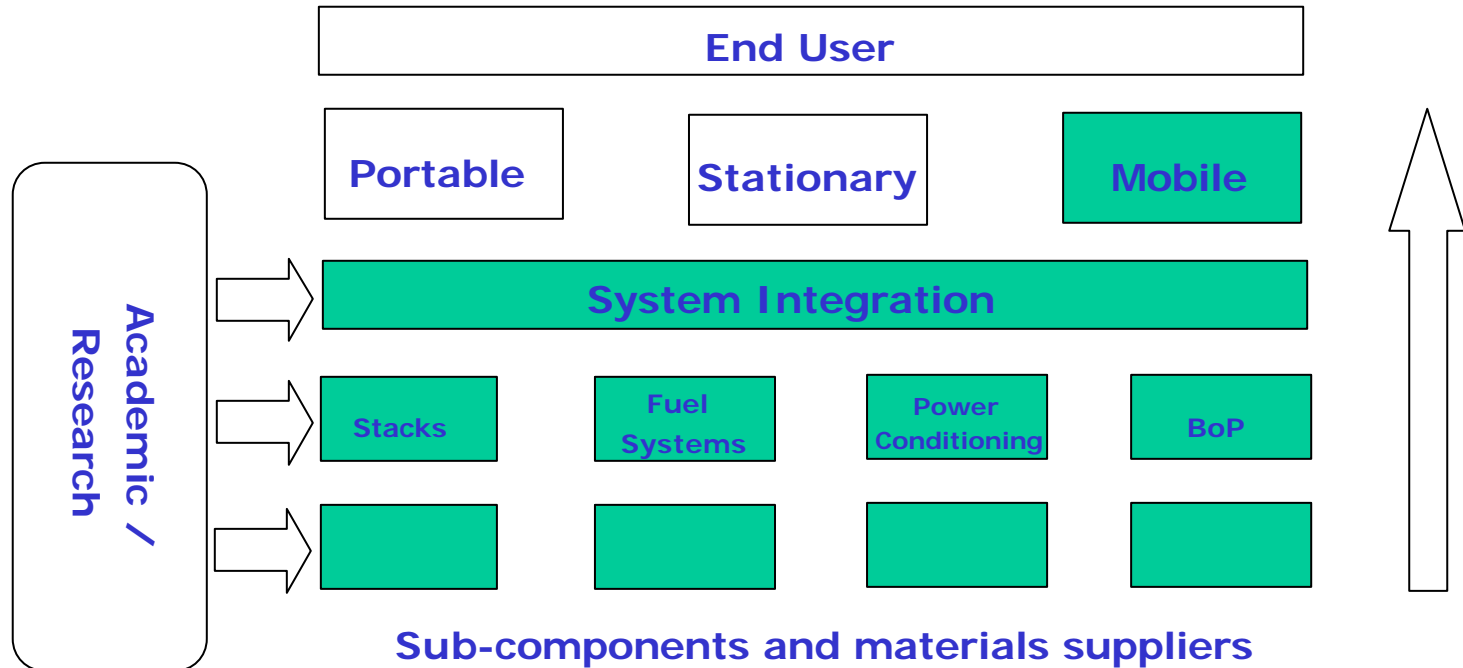 End User
Portable
Stationary
Mobile
Academic /
Research
System Integration
Stacks
Fuel
Systems
Power
Conditioning
BoP
Sub-components and materials suppliers